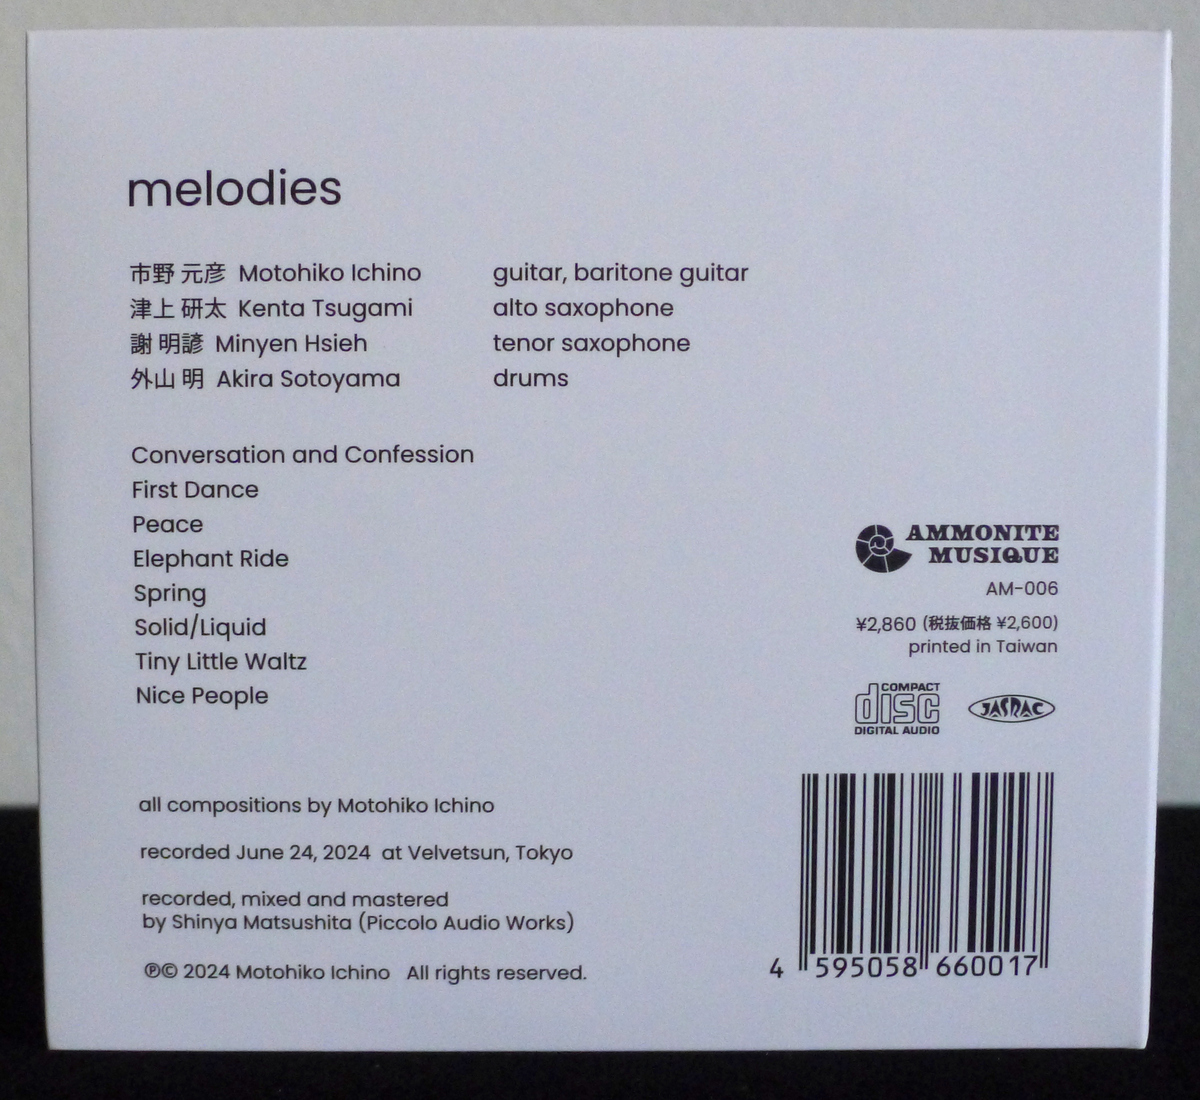 melodies
市野 元彦 Motohiko Ichino guitar, baritone guitar
津上 研太 Kenta Tsugami alto saxophone
謝 明諺 Minyen Hsieh tenor saxophone
外山 明 Akira Sotoyama drums
Conversation and Confession
First Dance
Peace
Elephant Ride
Spring
Solid/Liquid
Tiny Little Waltz
Nice People
AMMONITE
MUSIQUE
AM-006
¥2,860 (税抜価格 ¥2,600)
printed in Taiwan
COMPACT
disc
DIGITAL AUDIO
JASRAC
all compositions by Motohiko Ichino
recorded June 24, 2024 at Velvetsun, Tokyo
recorded, mixed and mastered
by Shinya Matsushita (Piccolo Audio Works)
℗© 2024 Motohiko Ichino All rights reserved.
4 595058 660017